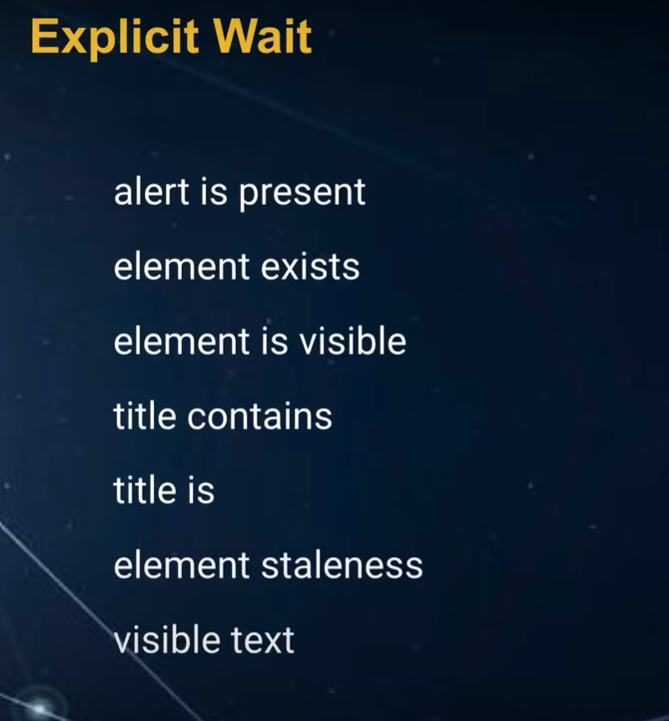 Explicit Wait
alert is present
element exists
element is visible
title contains
title is
element staleness
visible text